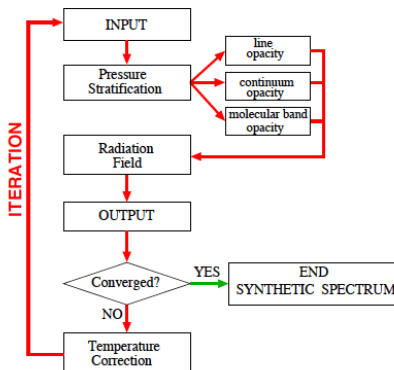 INPUT
Pressure
Stratification
line
opacity
continuum
opacity
molecular band
opacity
Radiation
Field
ITERATION
OUTPUT
Converged?
YES
END
SYNTHETIC SPECTRUM
NO
Temperature
Correction